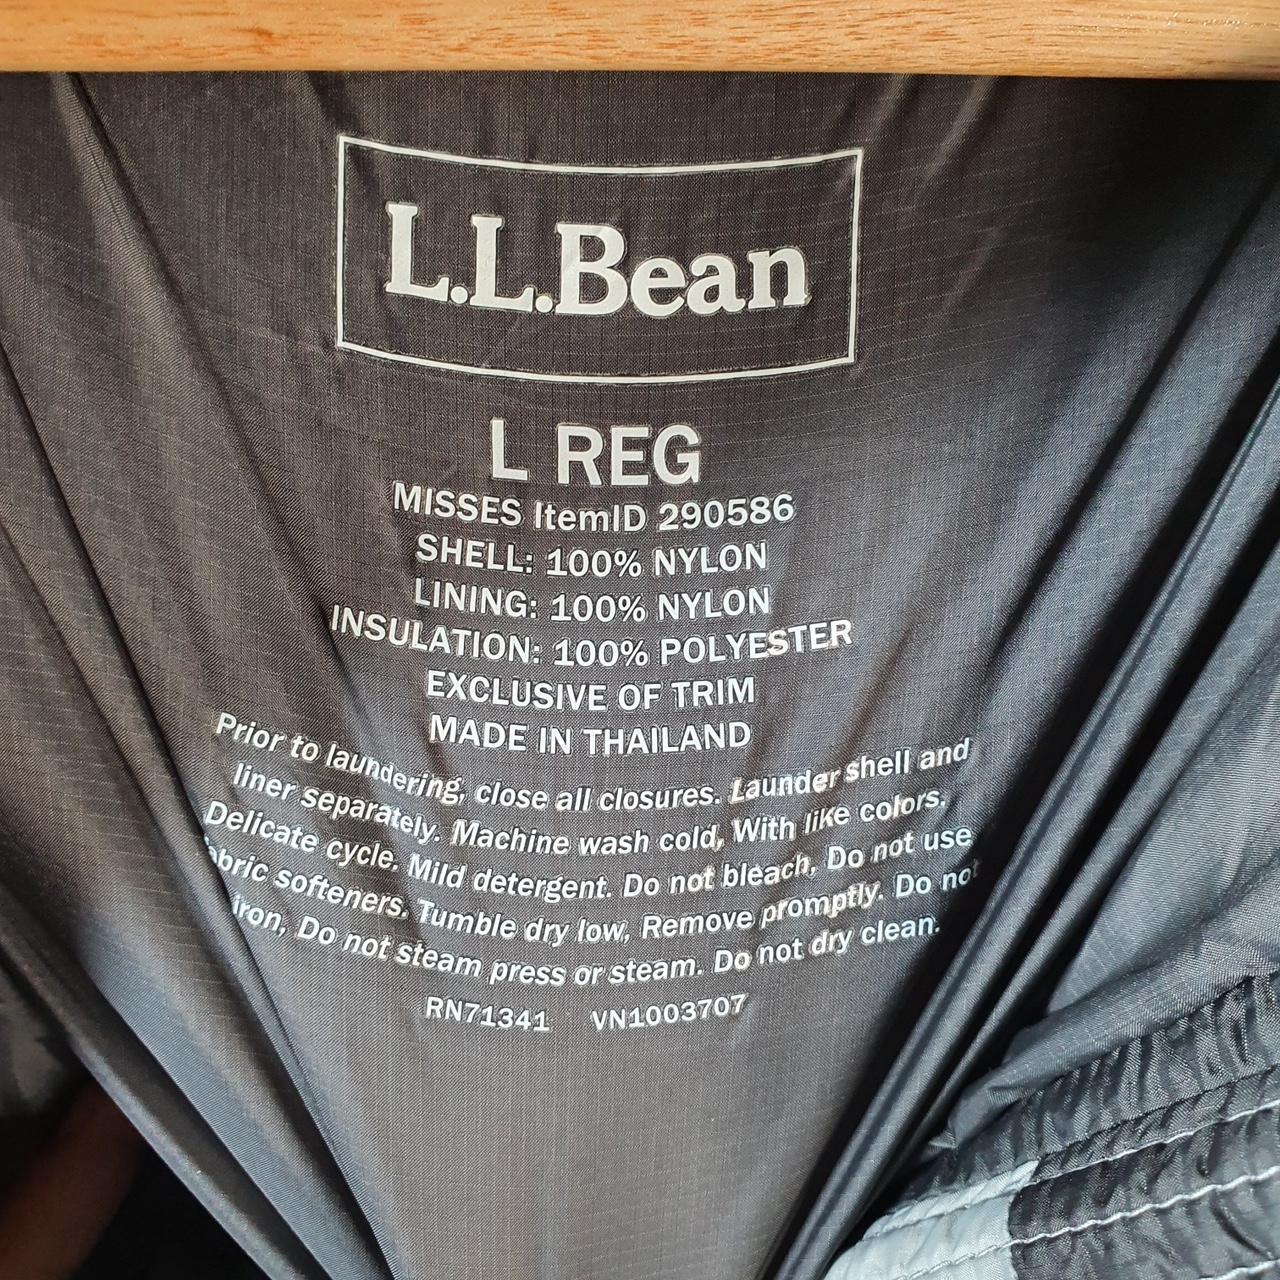 L.L.Bean
L REG
MISSES ItemID 290586
SHELL: 100% NYLON
LINING: 100% NYLON
INSULATION: 100% POLYESTER
EXCLUSIVE OF TRIM
MADE IN THAILAND
Prior to laundering, close all closures. Launder shell and
liner separately. Machine wash cold, With like colors.
Delicate cycle. Mild detergent. Do not bleach, Do not use
fabric softeners. Tumble dry low, Remove promptly. Do not
iron, Do not steam press or steam. Do not dry clean.
RN71341 VN1003707